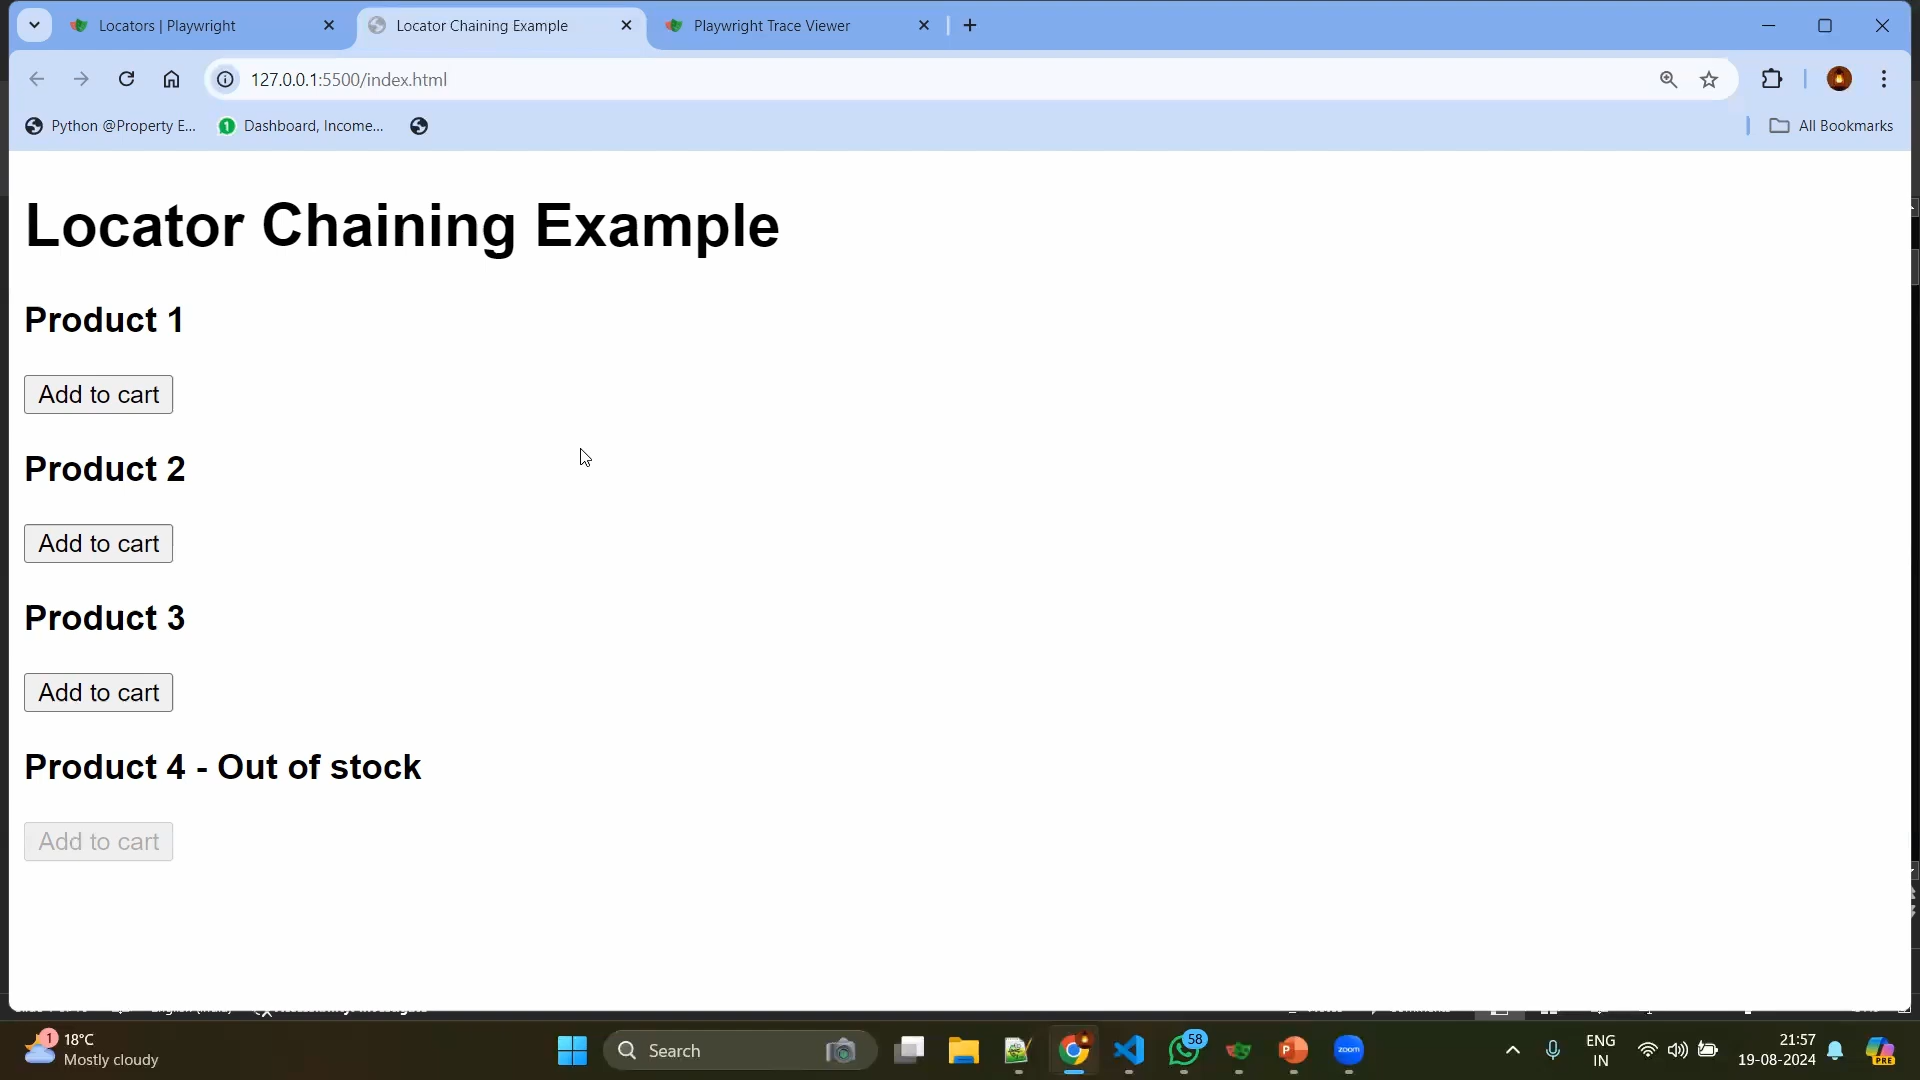 Locators | Playwright
Locator Chaining Example
Playwright Trace Viewer
127.0.0.1:5500/index.html
Python @Property E...
Dashboard, Income...
All Bookmarks
Locator Chaining Example
Product 1
Add to cart
Product 2
Add to cart
Product 3
Add to cart
Product 4 - Out of stock
Add to cart
1
18°C
Mostly cloudy
Search
58
zoom
ENG
IN
21:57
19-08-2024
PRE